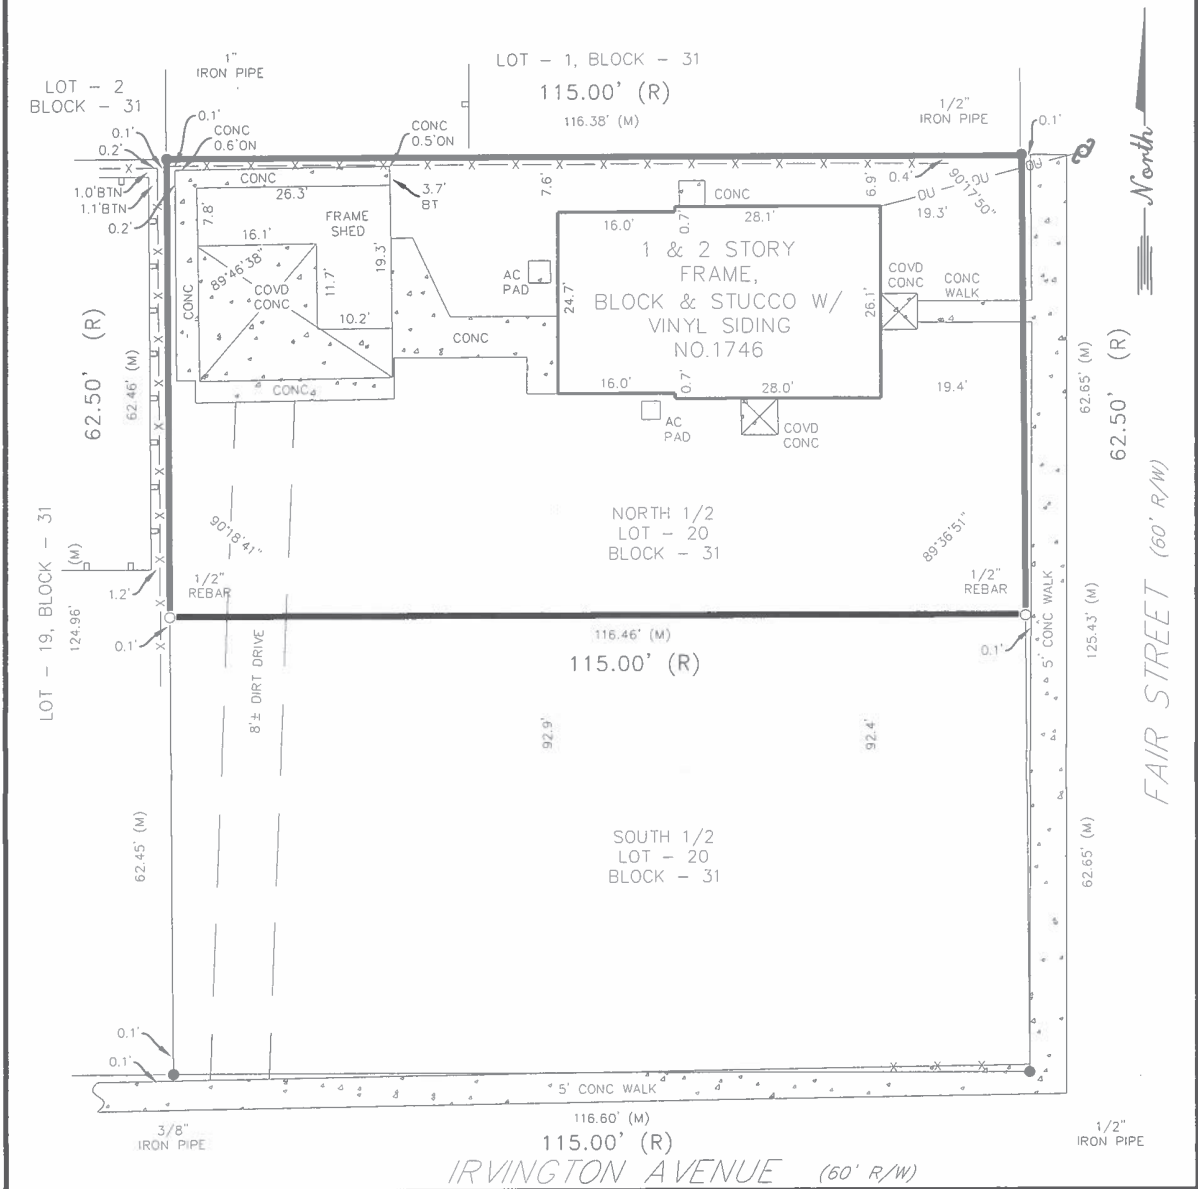 LOT - 1, BLOCK - 31
115.00' (R)
116.38' (M)
1"
IRON PIPE
LOT - 2
BLOCK - 31
0.1'
CONC
0.6'ON
CONC
0.5'ON
1/2"
IRON PIPE
0.1'
0.1'
0.2'
1.0'BTN
1.1'BTN
0.2'
CONC
26.3'
3.7'
BT
7.6'
6.9'
0.4'
OU
OU
OU
90°17'50"
19.3'
North
7.8'
FRAME
SHED
CONC
16.0'
0.7'
28.1'
16.1'
19.3'
89°46'38"
COVD
CONC
11.7'
AC
PAD
1 & 2 STORY
FRAME,
BLOCK & STUCCO W/
VINYL SIDING
NO.1746
24.7'
26.1'
COVD
CONC
CONC
WALK
CONC
10.2'
CONC
62.50' (R)
62.46' (M)
CONC
16.0'
0.7'
28.0'
19.4'
62.65' (M)
62.50' (R)
AC
PAD
COVD
CONC
NORTH 1/2
LOT - 20
BLOCK - 31
90°18'41"
89°36'51"
LOT - 19, BLOCK - 31
124.96'
(M)
1/2"
REBAR
1/2"
REBAR
1.2'
0.1'
116.46' (M)
115.00' (R)
0.1'
5' CONC WALK
125.43' (M)
FAIR STREET (60' R/W)
8'± DIRT DRIVE
92.9'
92.4'
62.45' (M)
SOUTH 1/2
LOT - 20
BLOCK - 31
62.65' (M)
0.1'
0.1'
5' CONC WALK
116.60' (M)
3/8"
IRON PIPE
115.00' (R)
1/2"
IRON PIPE
IRVINGTON AVENUE (60' R/W)